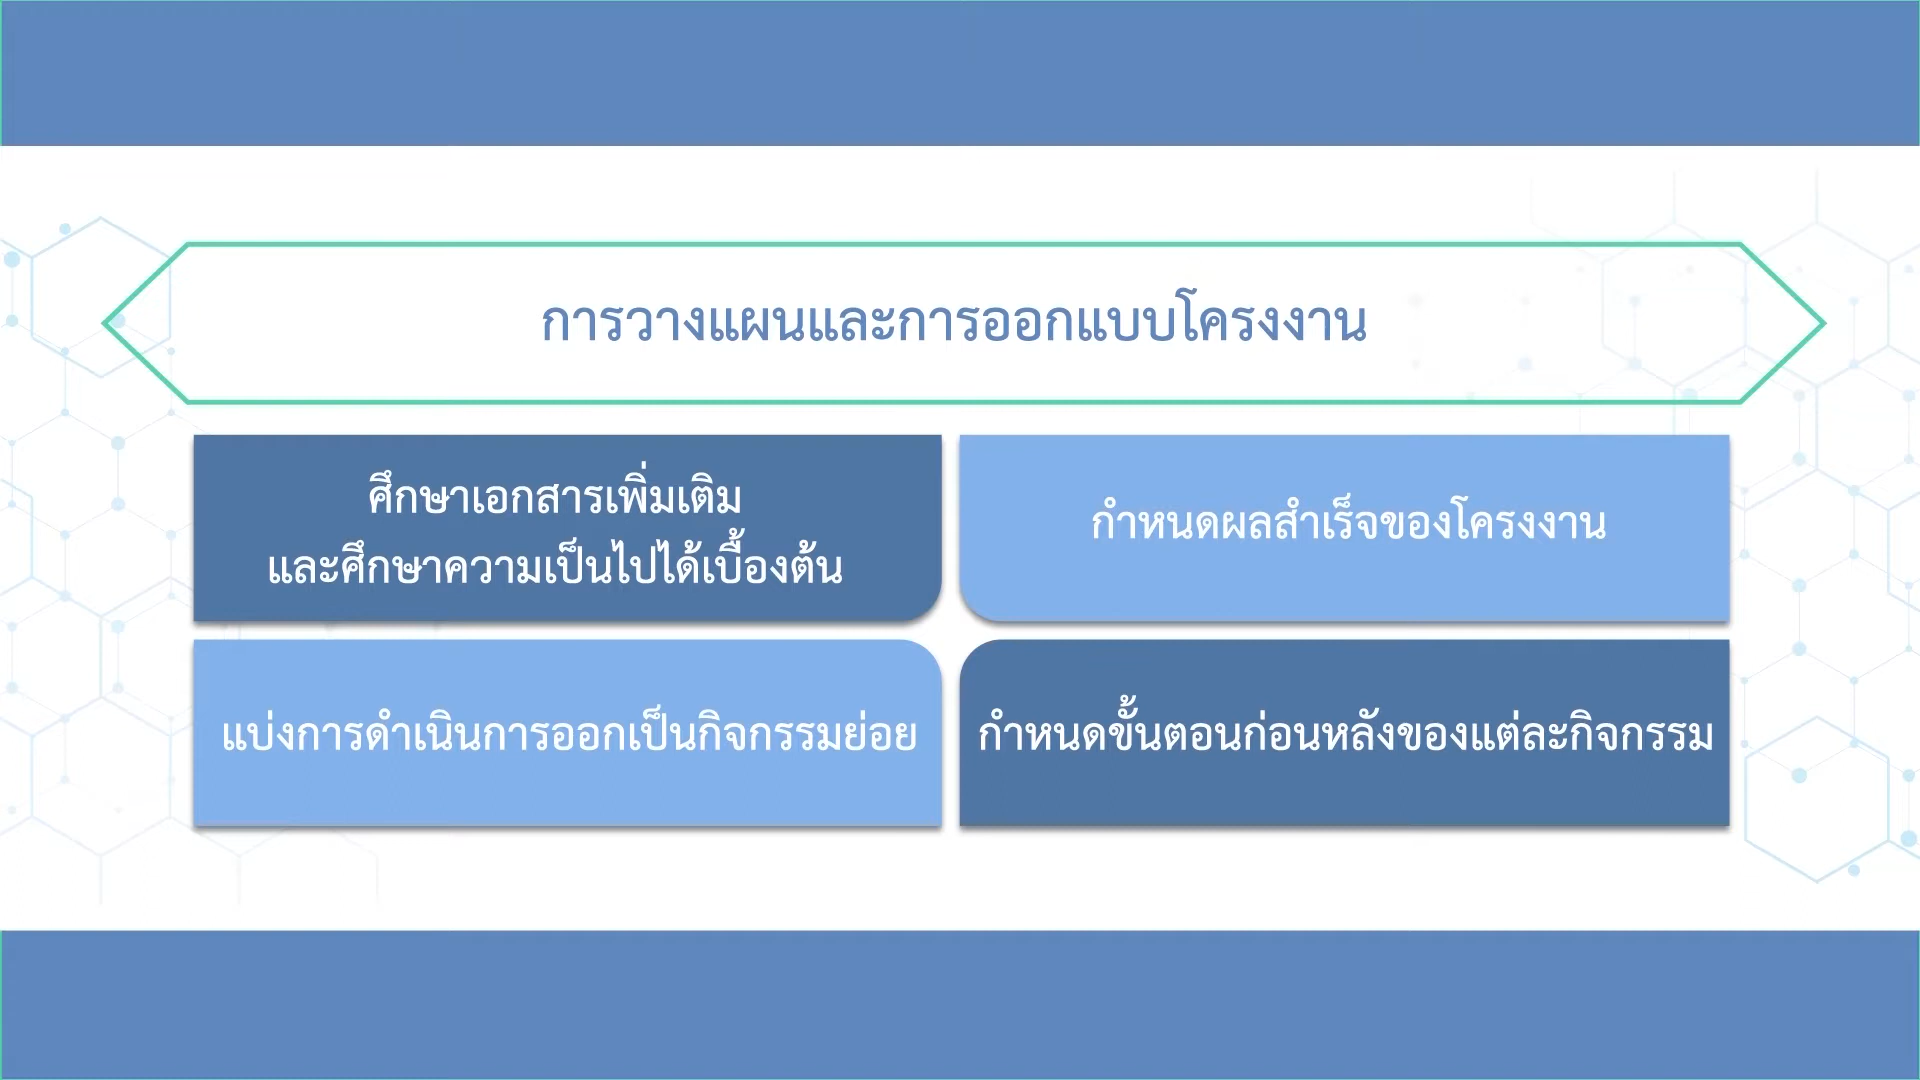 การวางแผนและการออกแบบโครงงาน
ศึกษาเอกสารเพิ่มเติม
และศึกษาความเป็นไปได้เบื้องต้น
กำหนดผลสำเร็จของโครงงาน
แบ่งการดำเนินการออกเป็นกิจกรรมย่อย
กำหนดขั้นตอนก่อนหลังของแต่ละกิจกรรม